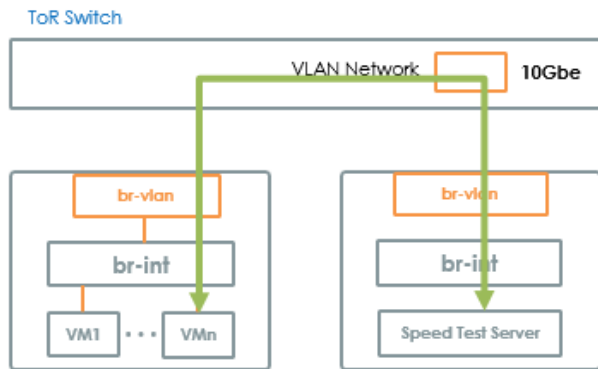 ToR Switch
VLAN Network
10Gbe
br-vlan
br-vlan
br-int
br-int
VM1 ··· VMn
Speed Test Server